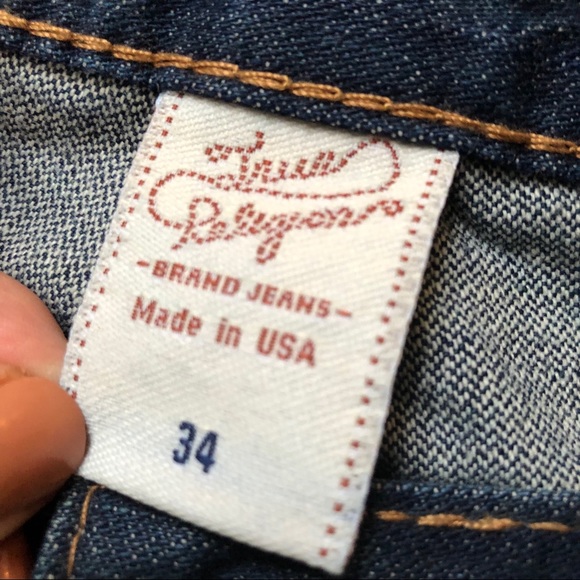 True
Religion
-BRAND JEANS-
Made in USA
34